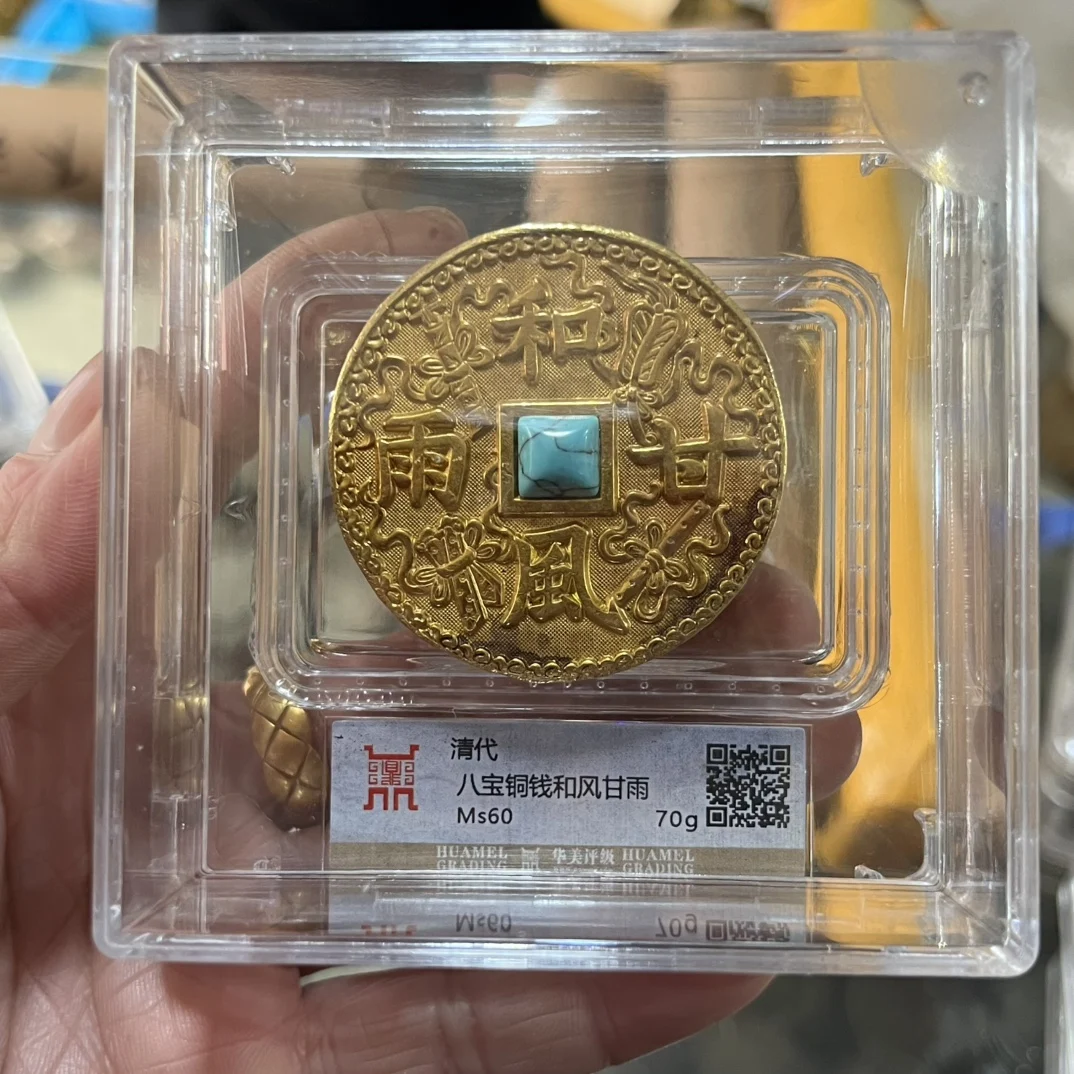 和
雨 甘
風
清代
八宝铜钱和风甘雨
Ms60 70g
HUAMEL 华美评级 HUAMEL
GRADING GRADING